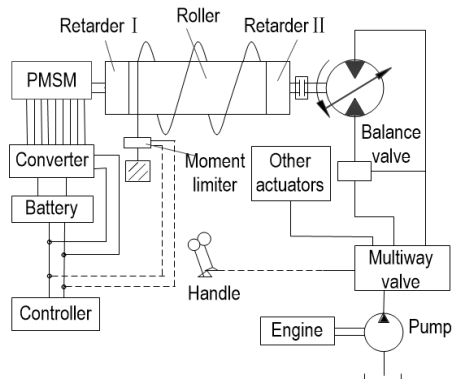 Roller
Retarder I
Retarder II
PMSM
Balance
valve
Converter
Moment
limiter
Other
actuators
Battery
Multiway
valve
Handle
Controller
Engine
Pump